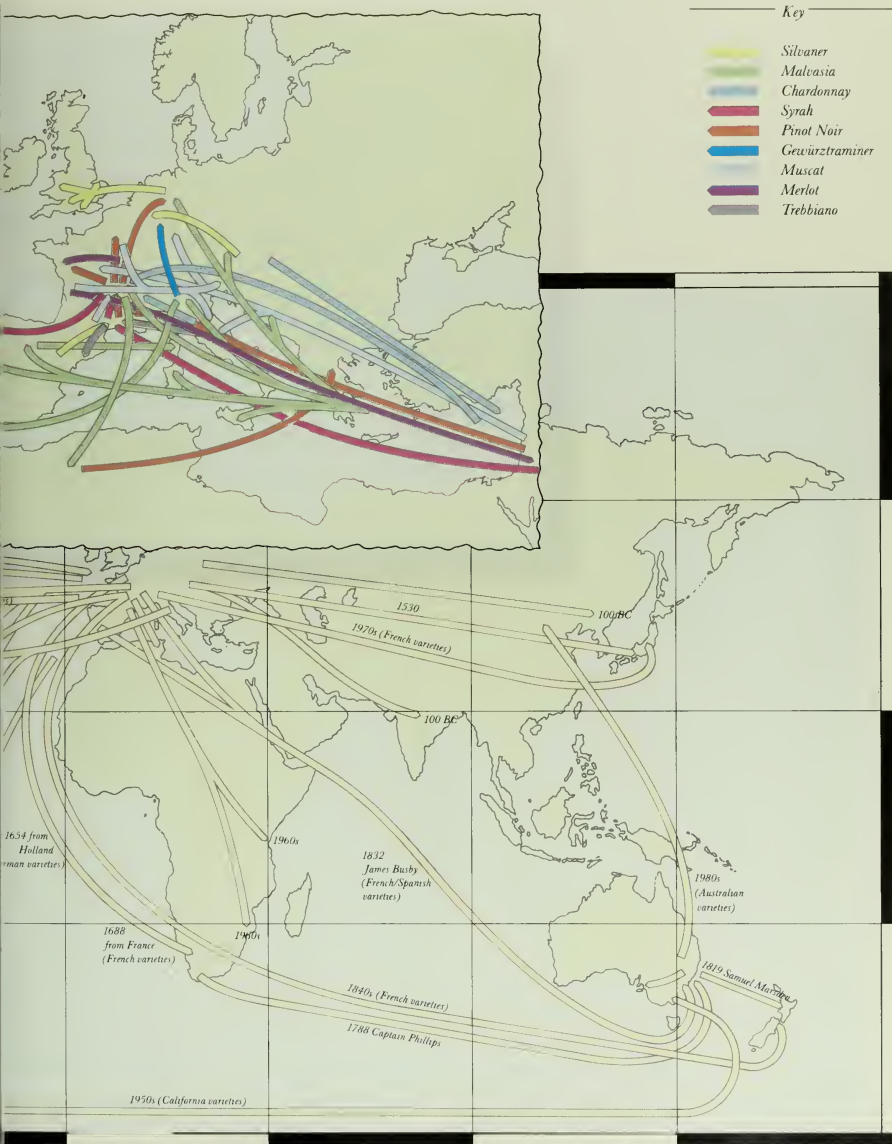 Key
Silvaner
Malvasia
Chardonnay
Syrah
Pinot Noir
Gewürztraminer
Muscat
Merlot
Trebbiano
1530
100 BC
1970s (French varieties)
100 BC
1654 from
Holland
varieties)
1960s
1832
James Busby
(French/Spanish
varieties)
1980s
(Australian
varieties)
1688
from France
(French varieties)
1980s
1819 Samuel
1840s (French varieties)
1788 Captain Phillips
1950s (California varieties)